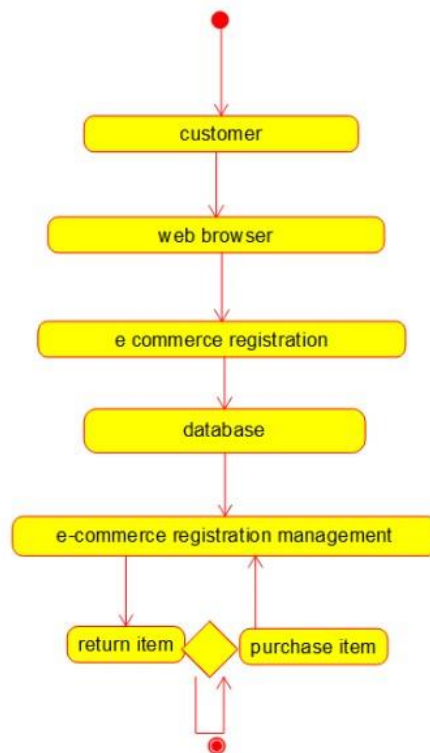 customer
web browser
e commerce registration
database
e-commerce registration management
return item
purchase item